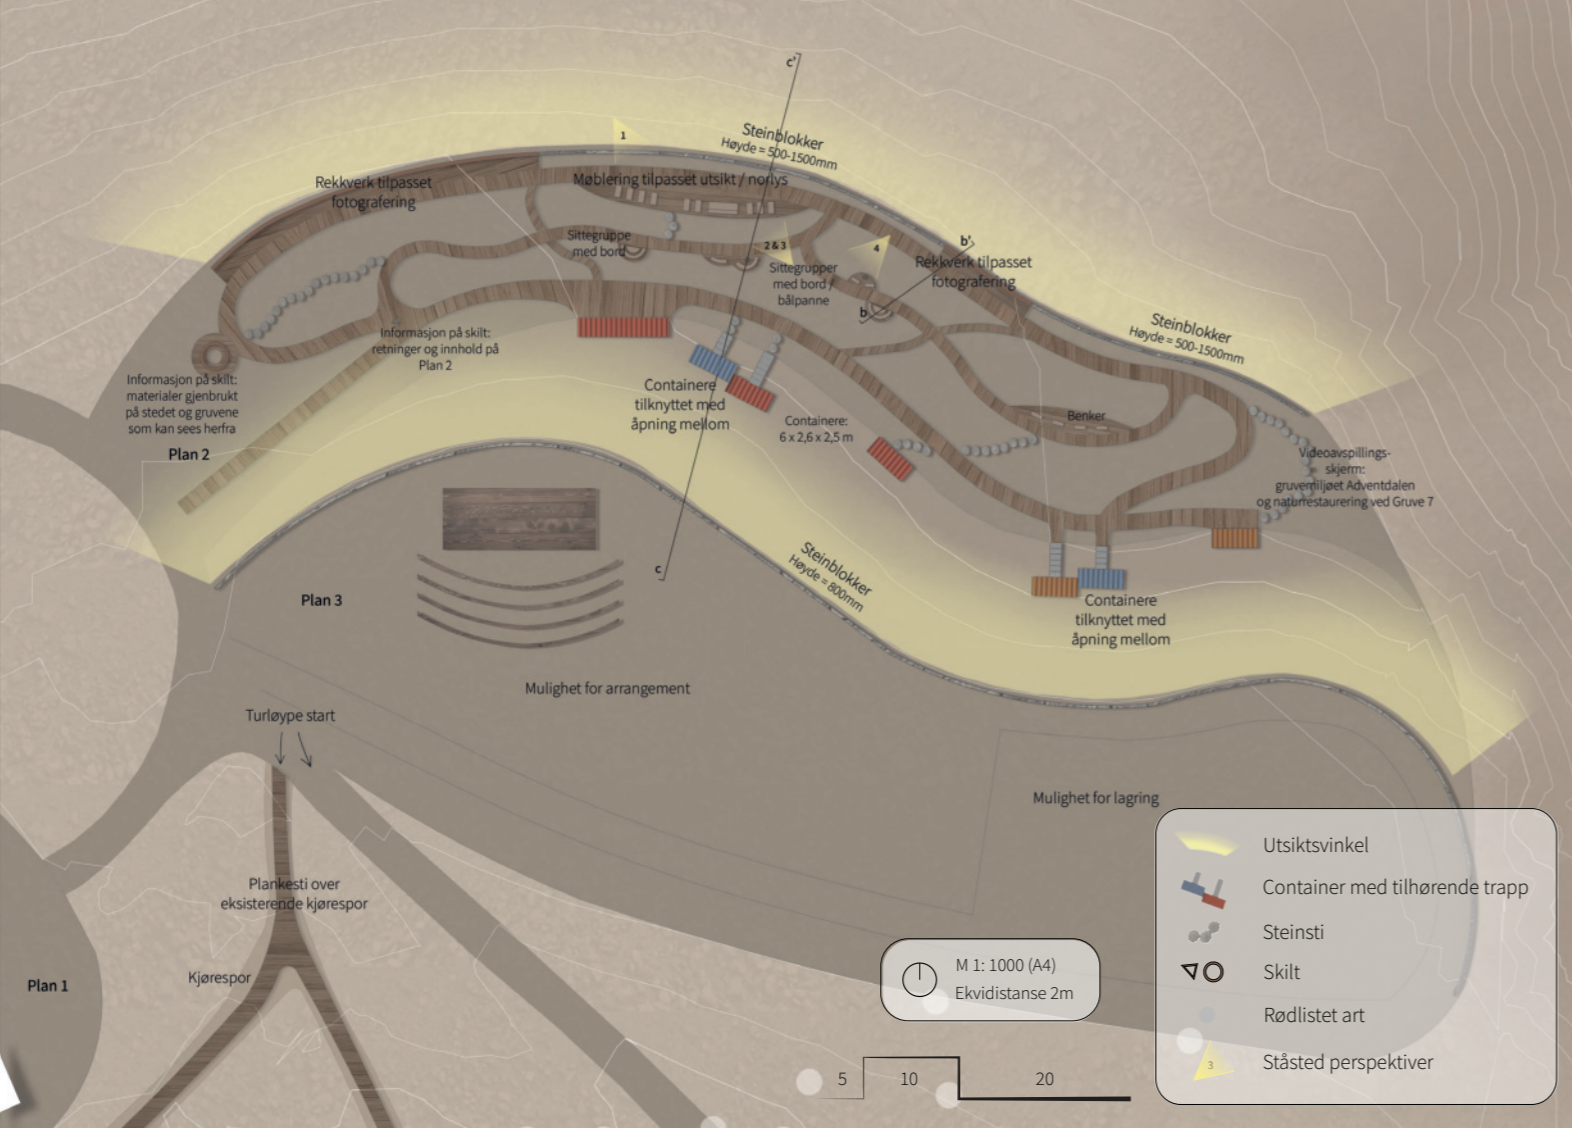 c'
1
Steinblokker
Høyde = 500-1500mm
Rekkverk tilpasset
fotografering
Møblering tilpasset utsikt / norlys
Sittegruppe
med bord
2 & 3
4
b'
Sittegrupper
med bord /
bålpanne
Rekkverk tilpasset
fotografering
b
Steinblokker
Høyde = 500-1500mm
Informasjon på skilt:
retninger og innhold på
Plan 2
Informasjon på skilt:
materialer gjenbrukt
på stedet og gruvene
som kan sees herfra
Plan 2
Containere
tilknyttet med
åpning mellom
Containere:
6 x 2,6 x 2,5 m
Benker
Videoavspillings-
skjerm:
gruvemiljøet Adventdalen
og naturrestaurering ved Gruve 7
c
Steinblokker
Høyde = 800mm
Plan 3
Containere
tilknyttet med
åpning mellom
Mulighet for arrangement
Turløype start
Mulighet for lagring
Plankesti over
eksisterende kjørespor
Kjørespor
Plan 1
M 1: 1000 (A4)
Ekvidistanse 2m
5 10 20
Utsiktsvinkel
Container med tilhørende trapp
Steinsti
Skilt
Rødlistet art
3
Ståsted perspektiver